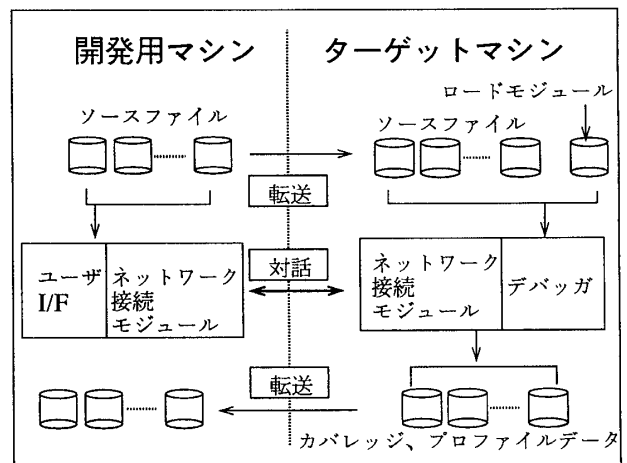 開発用マシン
ターゲットマシン
ロードモジュール
ソースファイル
ソースファイル
転送
ユーザ
I/F
ネットワーク
接続
モジュール
対話
ネットワーク
接続
モジュール
デバッガ
転送
カバレッジ、プロファイルデータ